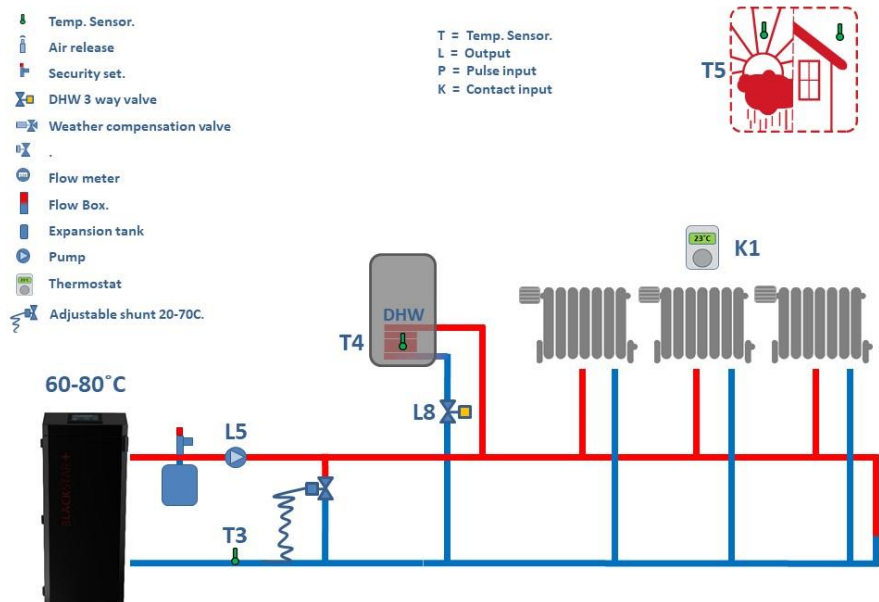 Temp. Sensor.
Air release
Security set.
DHW 3 way valve
Weather compensation valve
.
Flow meter
Flow Box.
Expansion tank
Pump
Thermostat
Adjustable shunt 20-70C.
T = Temp. Sensor.
L = Output
P = Pulse input
K = Contact input
T5
23°C
K1
DHW
T4
L8
60-80°C
L5
T3
BLACKSTAR+